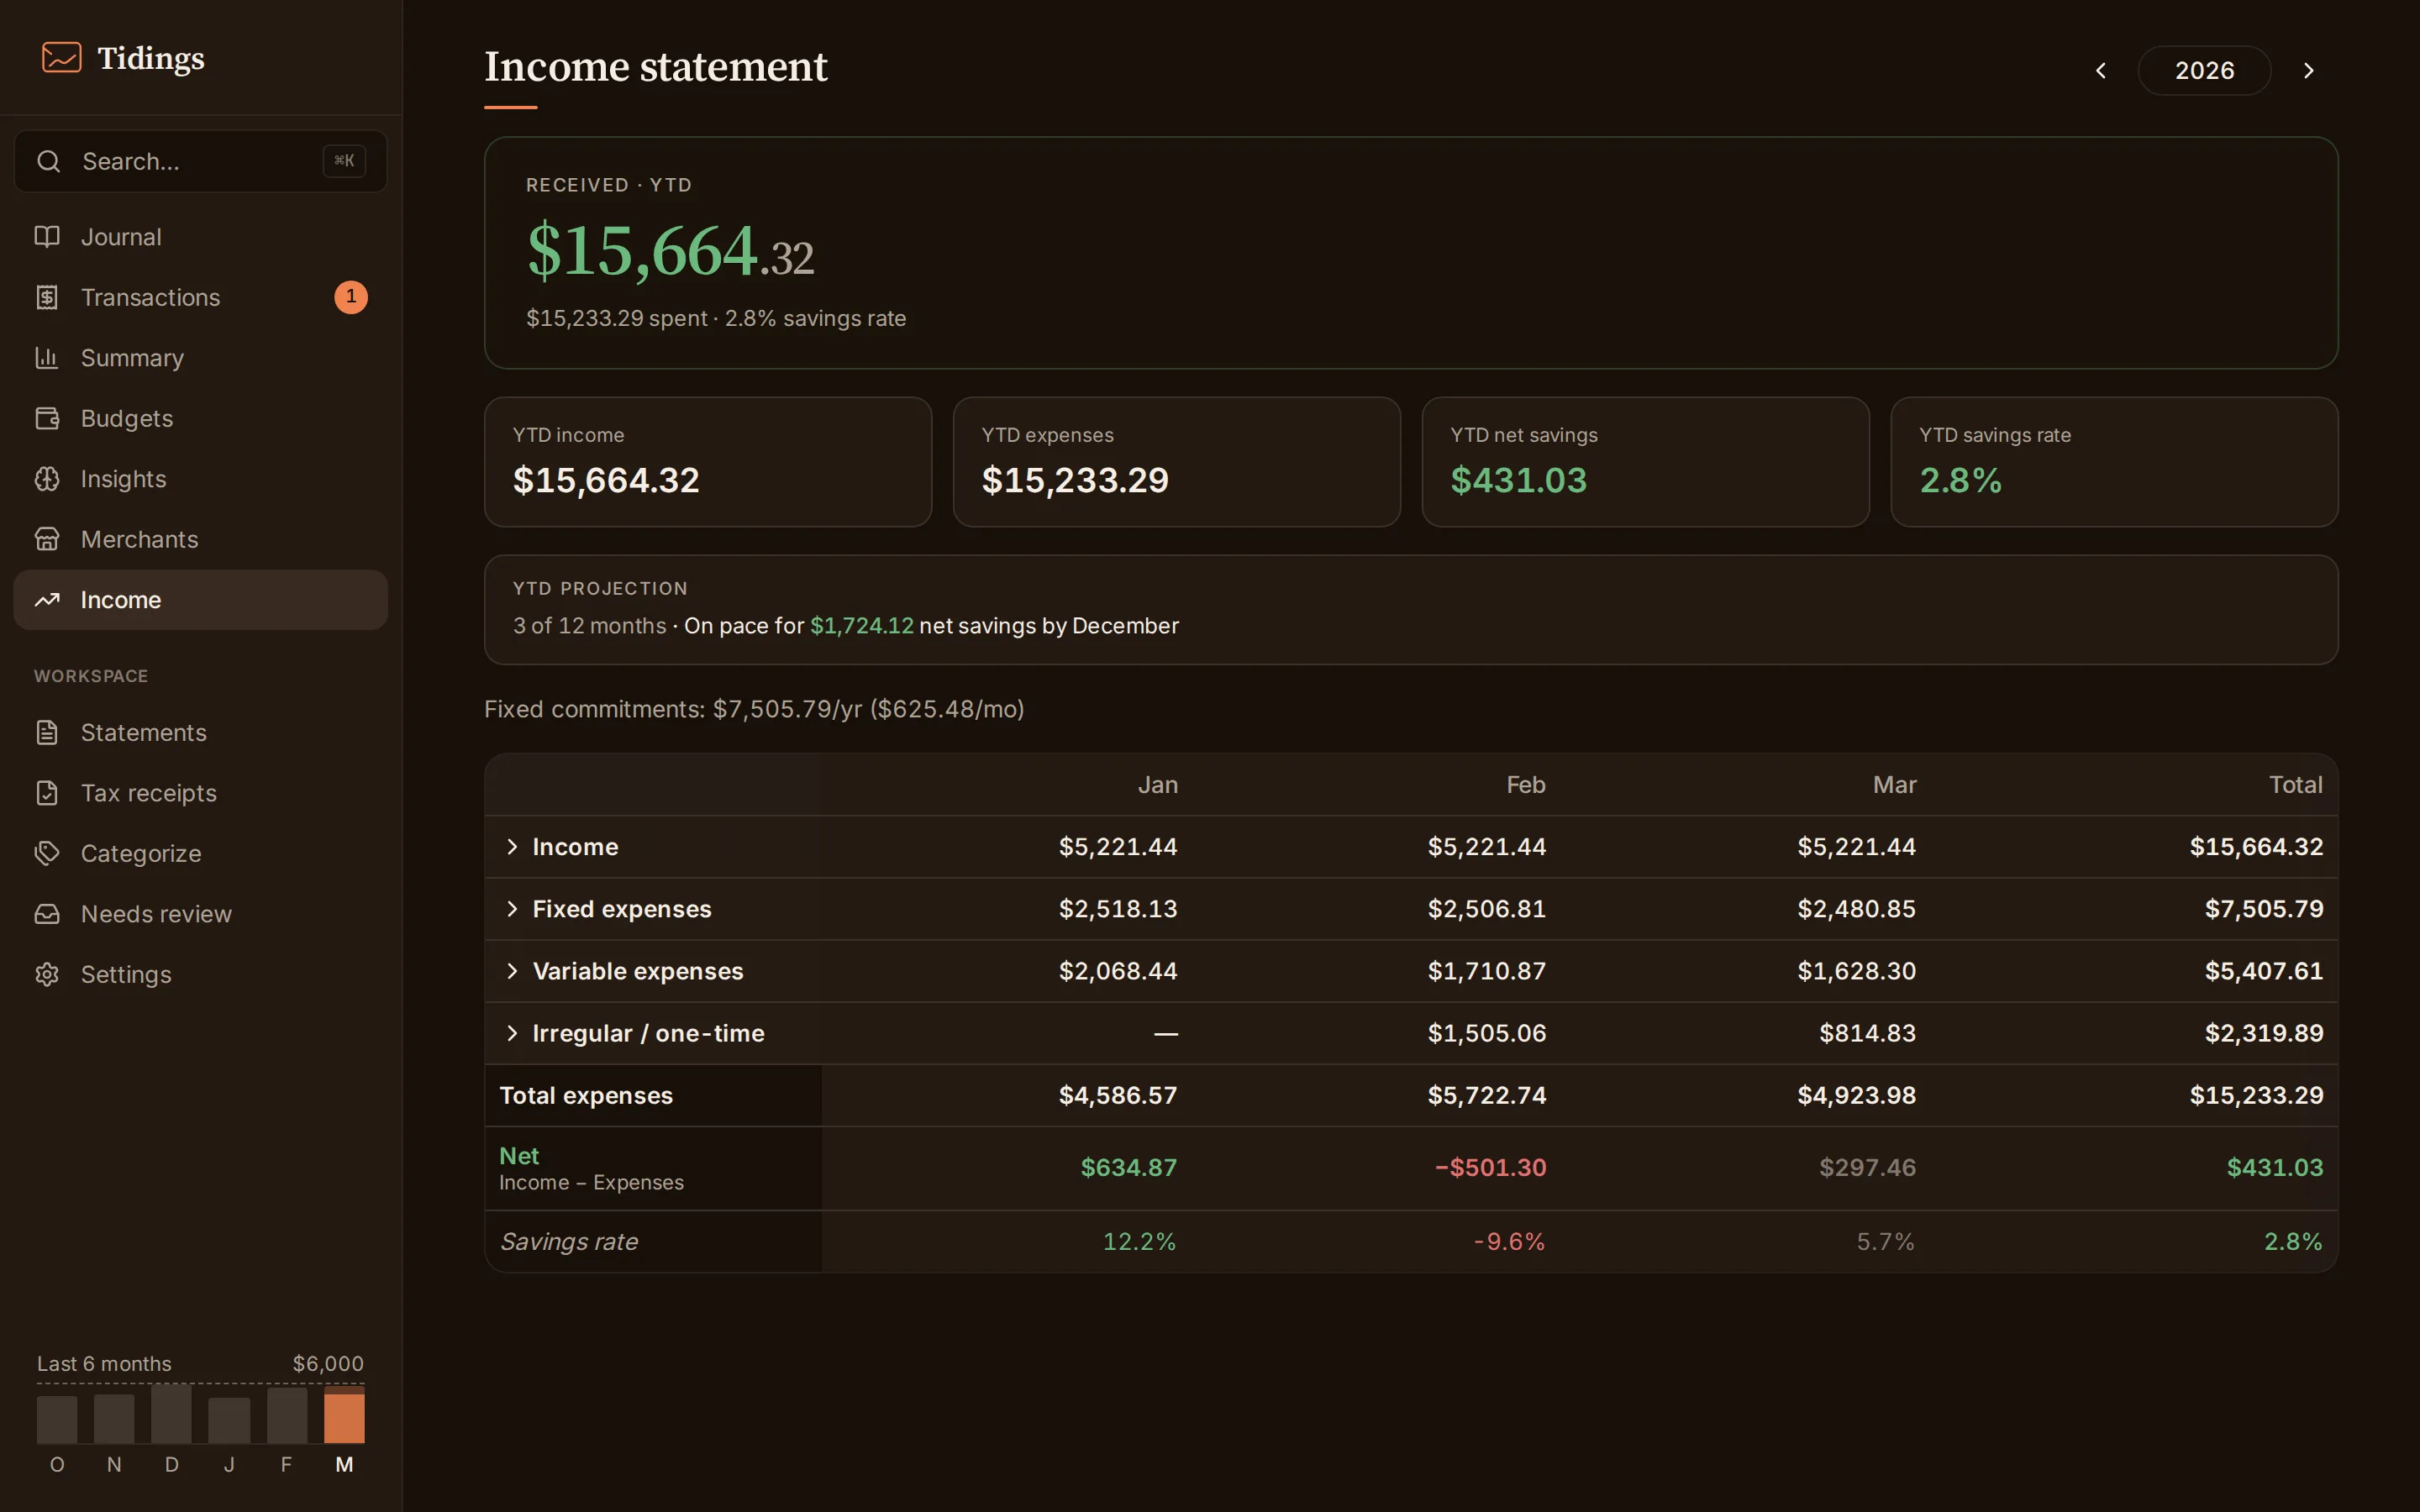 Tidings
Search...
⌘K
Journal
Transactions 1
Summary
Budgets
Insights
Merchants
Income
WORKSPACE
Statements
Tax receipts
Categorize
Needs review
Settings
Last 6 months $6,000
O N D J F M
Income statement
2026
RECEIVED · YTD
$15,664.32
$15,233.29 spent · 2.8% savings rate
YTD income
$15,664.32
YTD expenses
$15,233.29
YTD net savings
$431.03
YTD savings rate
2.8%
YTD PROJECTION
3 of 12 months · On pace for $1,724.12 net savings by December
Fixed commitments: $7,505.79/yr ($625.48/mo)
Jan Feb Mar Total
Income $5,221.44 $5,221.44 $5,221.44 $15,664.32
Fixed expenses $2,518.13 $2,506.81 $2,480.85 $7,505.79
Variable expenses $2,068.44 $1,710.87 $1,628.30 $5,407.61
Irregular / one-time — $1,505.06 $814.83 $2,319.89
Total expenses $4,586.57 $5,722.74 $4,923.98 $15,233.29
Net $634.87 −$501.30 $297.46 $431.03
Income − Expenses
Savings rate 12.2% -9.6% 5.7% 2.8%